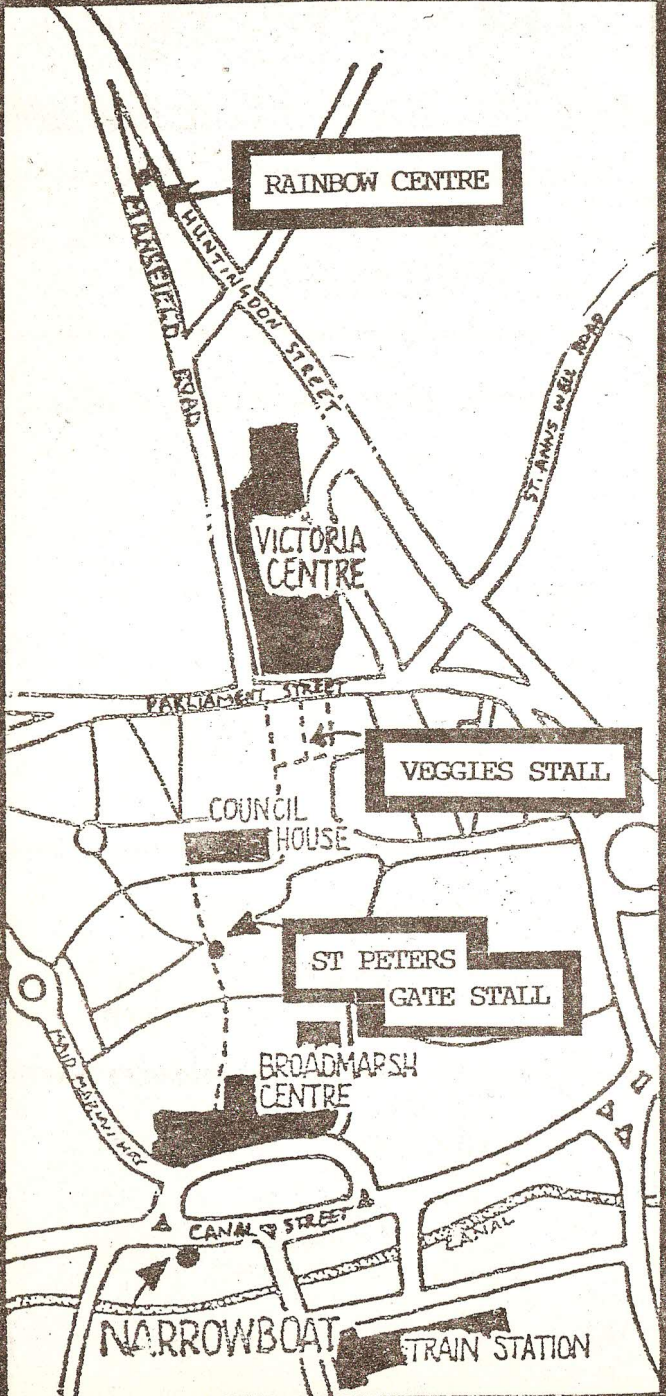 RAINBOW CENTRE
MANSFIELD ROAD
HUNTINGDON STREET
ST. ANNS WELL ROAD
VICTORIA
CENTRE
PARLIAMENT STREET
VEGGIES STALL
COUNCIL
HOUSE
ST PETERS
GATE STALL
BROADMARSH
CENTRE
MAID MARIAN WAY
CANAL STREET
CANAL
NARROWBOAT
TRAIN STATION